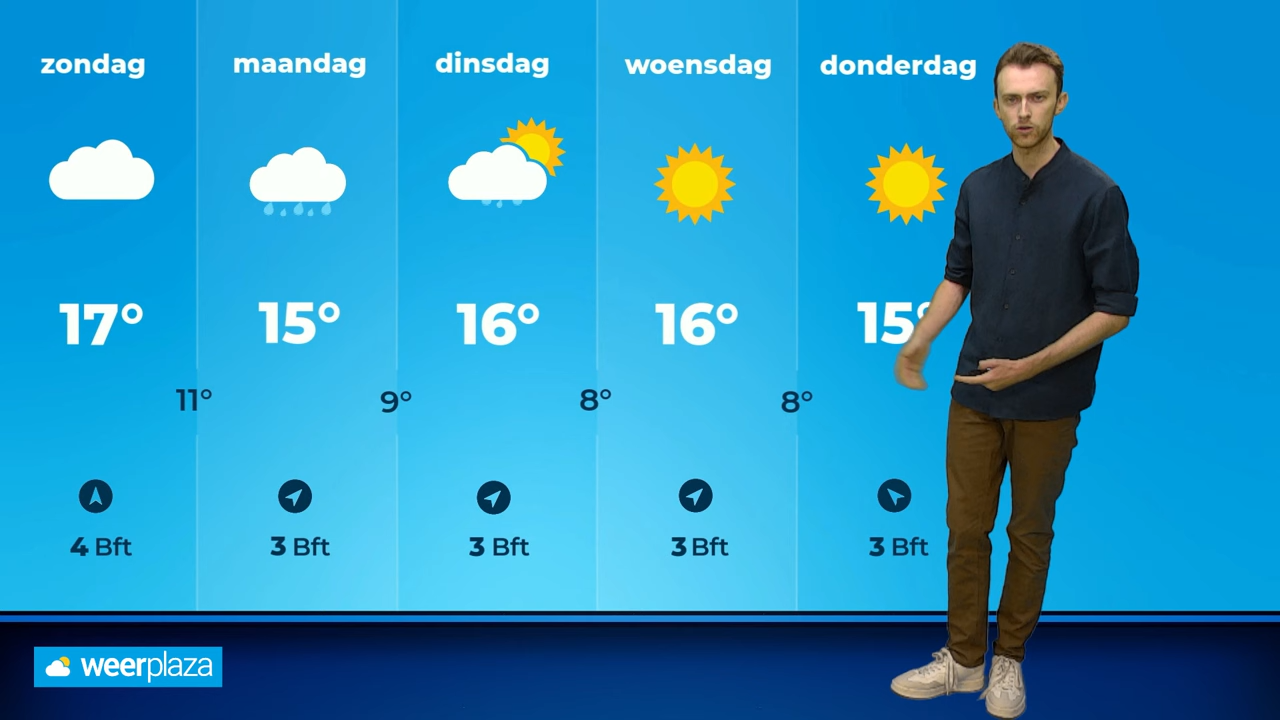 zondag maandag dinsdag woensdag donderdag
17° 15° 16° 16° 15°
11° 9° 8° 8°
4 Bft 3 Bft 3 Bft 3 Bft 3 Bft
weerplaza